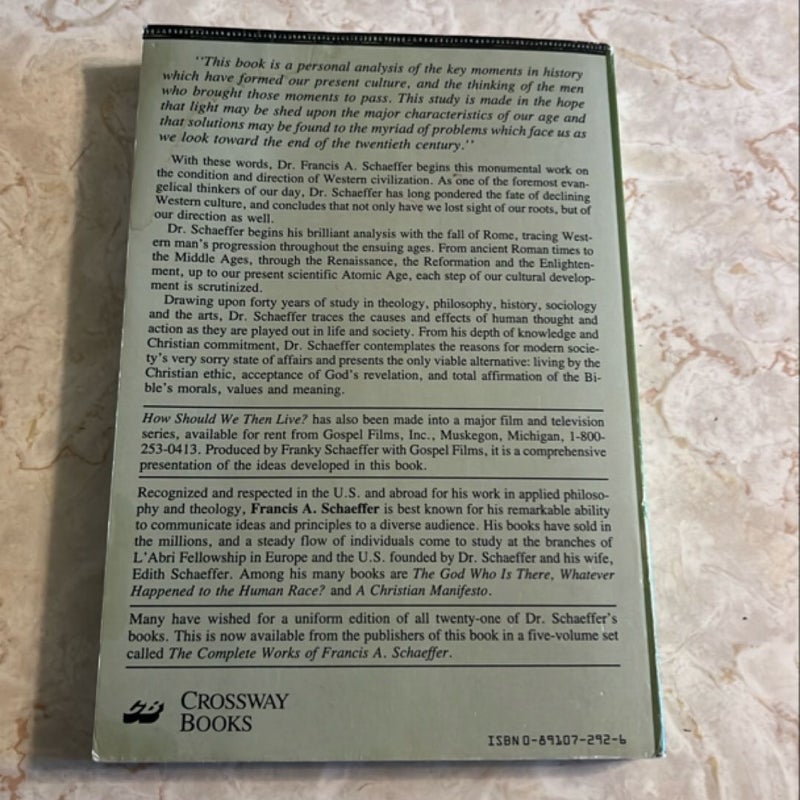 "This book is a personal analysis of the key moments in history
which have formed our present culture, and the thinking of the men
who brought those moments to pass. This study is made in the hope
that light may be shed upon the major characteristics of our age and
that solutions may be found to the myriad of problems which face us as
we look toward the end of the twentieth century."
With these words, Dr. Francis A. Schaeffer begins this monumental work on
the condition and direction of Western civilization. As one of the foremost evan-
gelical thinkers of our day, Dr. Schaeffer has long pondered the fate of declining
Western culture, and concludes that not only have we lost sight of our roots, but of
our direction as well.
Dr. Schaeffer begins his brilliant analysis with the fall of Rome, tracing West-
ern man's progression throughout the ensuing ages. From ancient Roman times to
the Middle Ages, through the Renaissance, the Reformation and the Enlighten-
ment, up to our present scientific Atomic Age, each step of our cultural develop-
ment is scrutinized.
Drawing upon forty years of study in theology, philosophy, history, sociology
and the arts, Dr. Schaeffer traces the causes and effects of human thought and
action as they are played out in life and society. From his depth of knowledge and
Christian commitment, Dr. Schaeffer contemplates the reasons for modern socie-
ty's very sorry state of affairs and presents the only viable alternative: living by the
Christian ethic, acceptance of God's revelation, and total affirmation of the Bi-
ble's morals, values and meaning.
How Should We Then Live? has also been made into a major film and television
series, available for rent from Gospel Films, Inc., Muskegon, Michigan, 1-800-
253-0413. Produced by Franky Schaeffer with Gospel Films, it is a comprehensive
presentation of the ideas developed in this book.
Recognized and respected in the U.S. and abroad for his work in applied philoso-
phy and theology, Francis A. Schaeffer is best known for his remarkable ability
to communicate ideas and principles to a diverse audience. His books have sold in
the millions, and a steady flow of individuals come to study at the branches of
L'Abri Fellowship in Europe and the U.S. founded by Dr. Schaeffer and his wife,
Edith Schaeffer. Among his many books are The God Who Is There, Whatever
Happened to the Human Race? and A Christian Manifesto.
Many have wished for a uniform edition of all twenty-one of Dr. Schaeffer's
books. This is now available from the publishers of this book in a five-volume set
called The Complete Works of Francis A. Schaeffer.
CROSSWAY
BOOKS
ISBN 0-89107-292-6